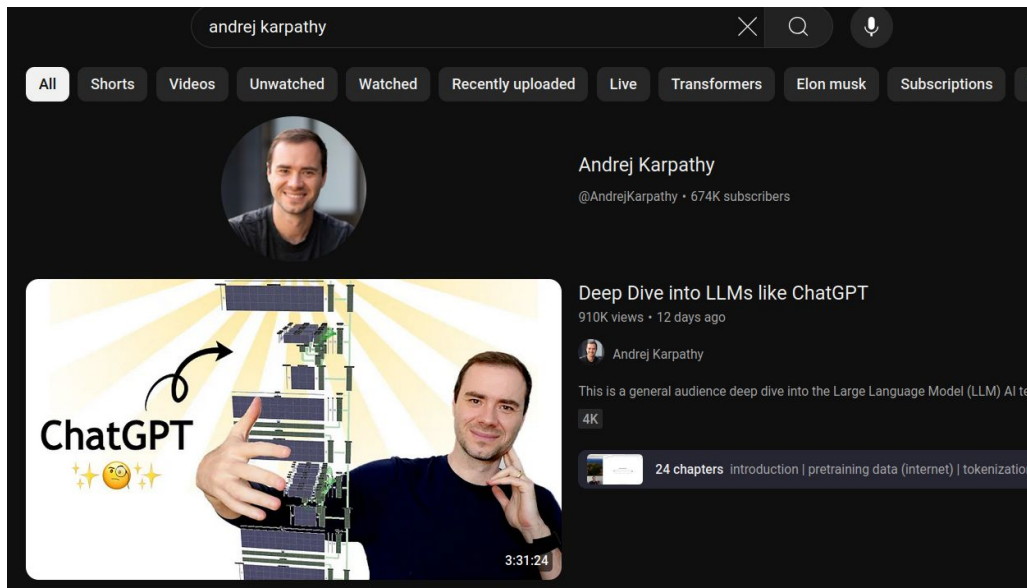 andrej karpathy
All Shorts Videos Unwatched Watched Recently uploaded Live Transformers Elon musk Subscriptions
Andrej Karpathy
@AndrejKarpathy • 674K subscribers
Deep Dive into LLMs like ChatGPT
910K views • 12 days ago
Andrej Karpathy
This is a general audience deep dive into the Large Language Model (LLM) AI
4K
24 chapters introduction | pretraining data (internet) |
ChatGPT
3:31:24